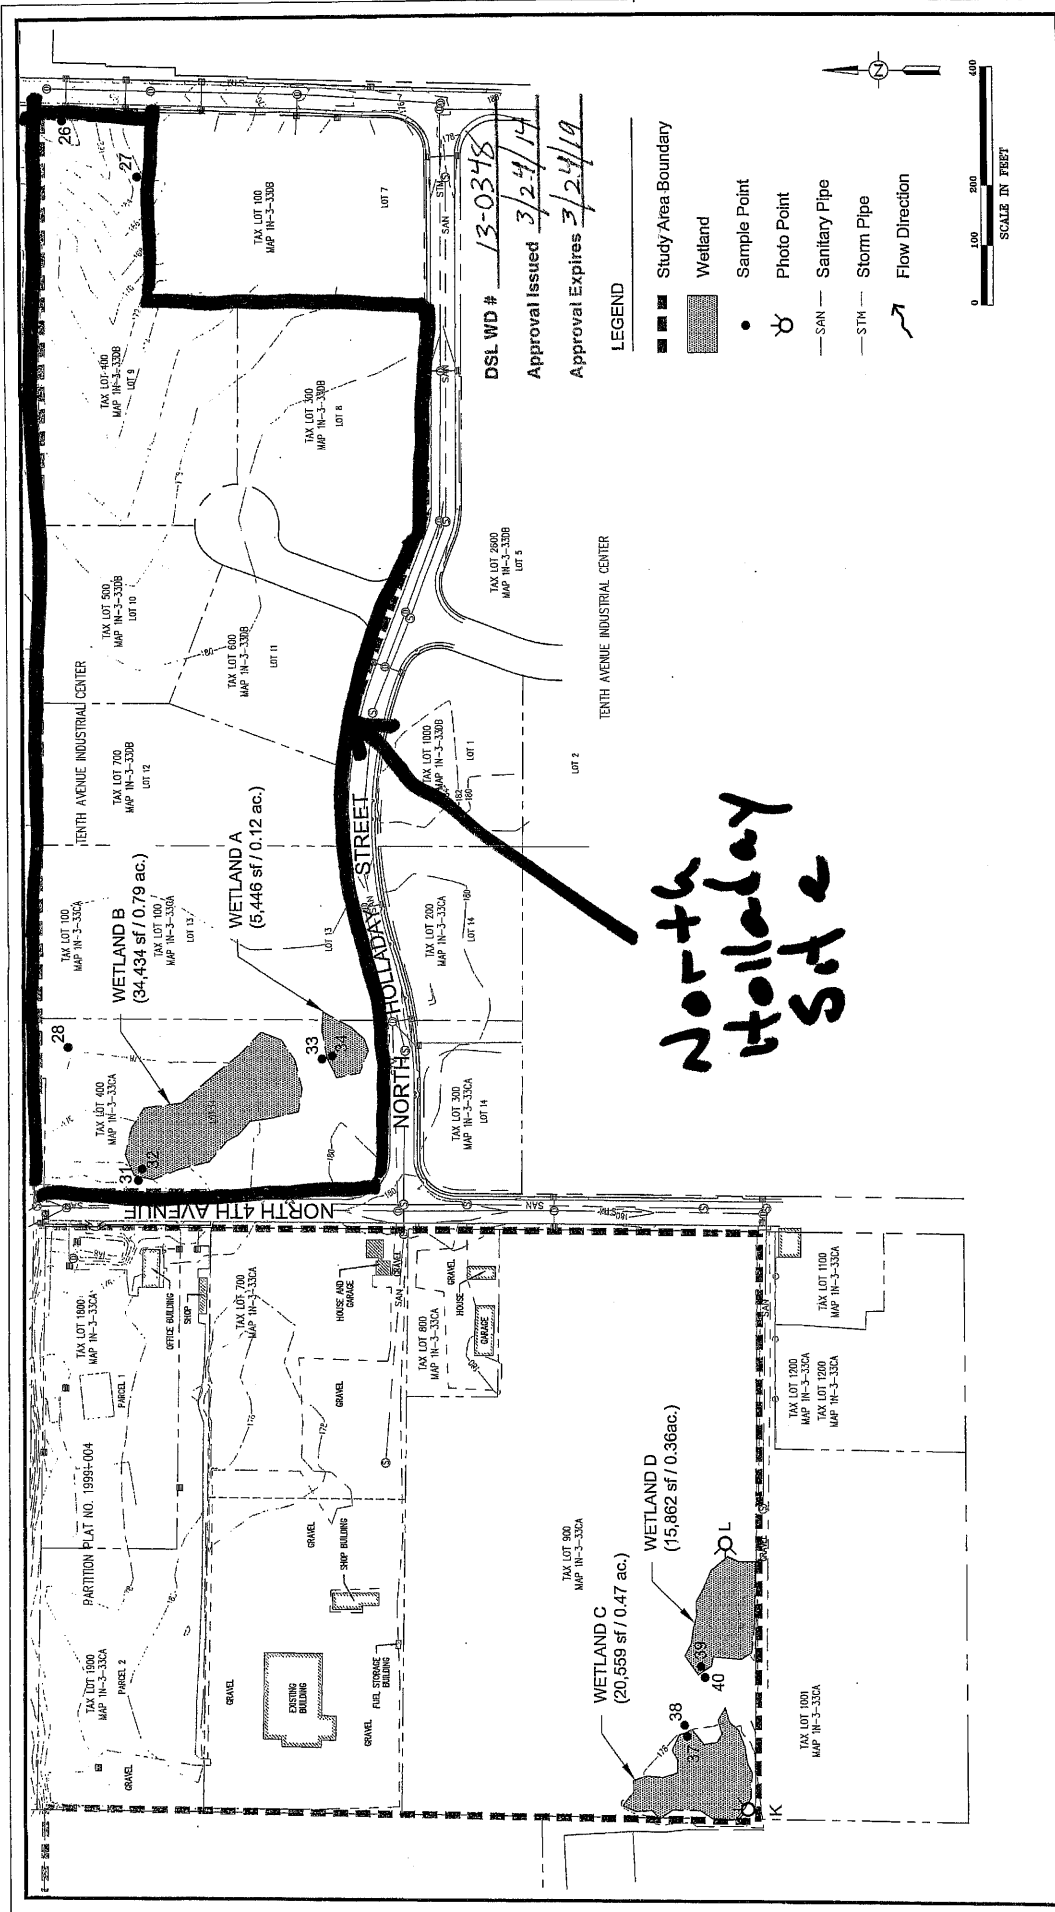 PARTITION PLAT NO. 1999-004
TAX LOT 1900
MAP 1N-3-33CA
PARCEL 2
GRAVEL
TAX LOT 1800
MAP 1N-3-33CA
PARCEL 1
OFFICE BUILDING
SHOP
TAX LOT 700
MAP 1N-3-33CA
GRAVEL
EXISTING
BUILDING
GRAVEL
FUEL STORAGE
BUILDING
GRAVEL
SHOP BUILDING
GRAVEL
HOUSE AND
GARAGE
GRAVEL
SAN
TAX LOT 800
MAP 1N-3-33CA
GRAVEL
HOUSE
GARAGE
TAX LOT 900
MAP 1N-3-33CA
WETLAND C
(20,559 sf / 0.47 ac.)
WETLAND D
(15,862 sf / 0.36ac.)
37
38
39
40
K
L
TAX LOT 1001
MAP 1N-3-33CA
TAX LOT 1200
MAP 1N-3-33CA
TAX LOT 1200
MAP 1N-3-33CA
TAX LOT 1100
MAP 1N-3-33CA
NORTH 4TH AVENUE
31
32
28
TAX LOT 400
MAP 1N-3-33CA
WETLAND B
(34,434 sf / 0.79 ac.)
WETLAND A
(5,446 sf / 0.12 ac.)
33
34
TAX LOT 100
MAP 1N-3-33CA
TAX LOT 100
LOT 13
LOT 13
TENTH AVENUE INDUSTRIAL CENTER
TAX LOT 700
MAP 1N-3-33DB
LOT 12
TAX LOT 500
MAP 1N-3-33DB
LOT 10
TAX LOT 600
MAP 1N-3-33DB
LOT 11
TAX LOT 400
MAP 1N-3-33DB
LOT 9
TAX LOT 300
MAP 1N-3-33DB
LOT 8
TAX LOT 100
MAP 1N-3-33DB
LOT 7
26
27
NORTH HOLLADAY STREET
TAX LOT 300
MAP 1N-3-33CA
LOT 14
TAX LOT 200
MAP 1N-3-33CA
LOT 14
TAX LOT 1000
MAP 1N-3-33DB
LOT 1
LOT 2
TAX LOT 2600
MAP 1N-3-33DB
LOT 5
TENTH AVENUE INDUSTRIAL CENTER
North
Holladay
Site
DSL WD # 13-0348
Approval Issued 3/24/14
Approval Expires 3/24/19
LEGEND
Study Area Boundary
Wetland
Sample Point
Photo Point
SAN Sanitary Pipe
STM Storm Pipe
Flow Direction
N
0 100 200 400
SCALE IN FEET